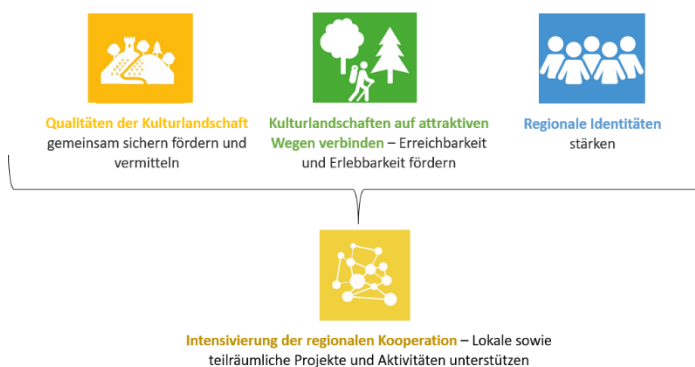 Qualitäten der Kulturlandschaft
gemeinsam sichern fördern und
vermitteln
Kulturlandschaften auf attraktiven
Wegen verbinden – Erreichbarkeit
und Erlebbarkeit fördern
Regionale Identitäten
stärken
Intensivierung der regionalen Kooperation – Lokale sowie
teilräumliche Projekte und Aktivitäten unterstützen